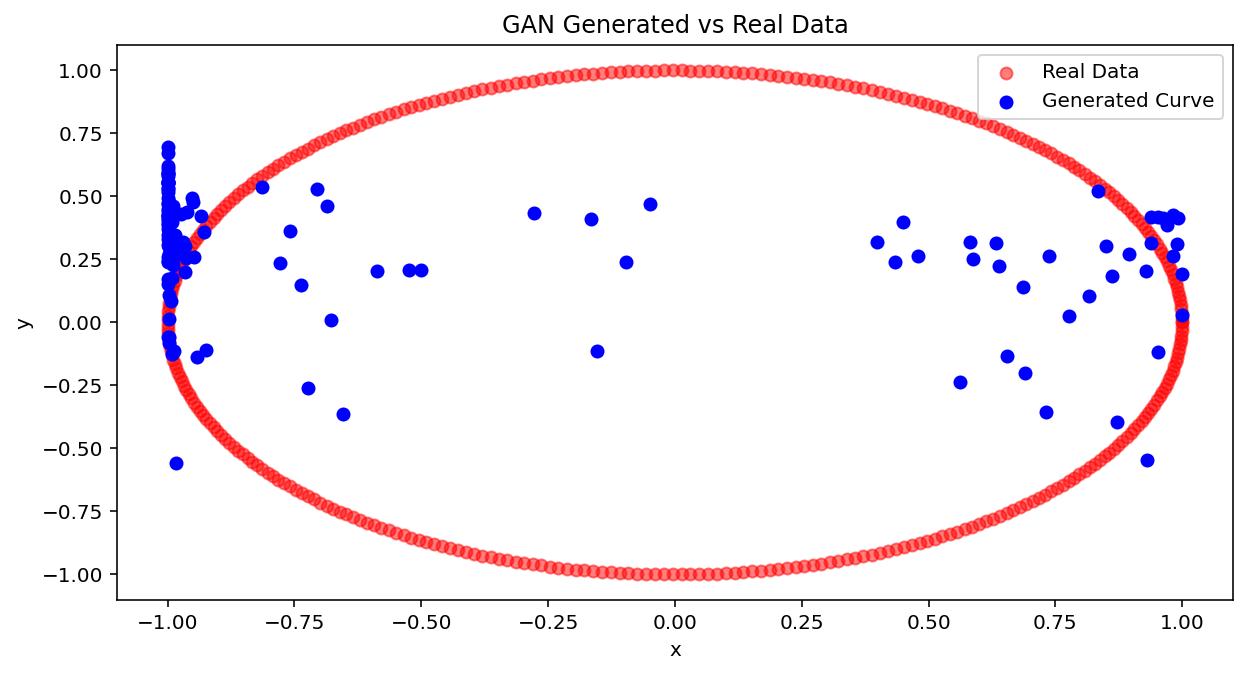 GAN Generated vs Real Data
Real Data
Generated Curve
1.00
0.75
0.50
0.25
0.00
−0.25
−0.50
−0.75
−1.00
y
−1.00 −0.75 −0.50 −0.25 0.00 0.25 0.50 0.75 1.00
x